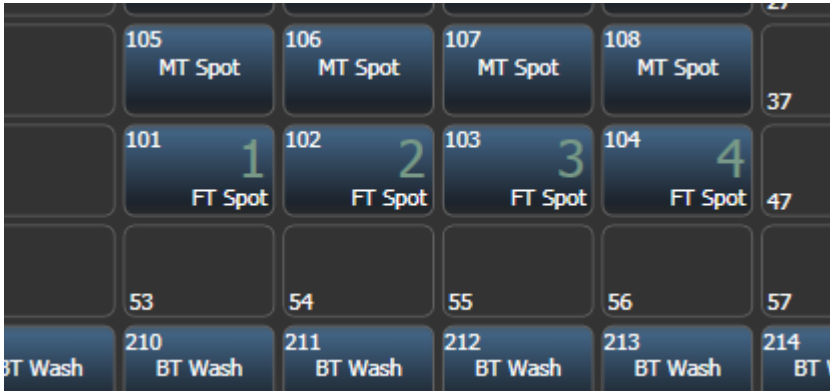 27
105 106 107 108
MT Spot MT Spot MT Spot MT Spot
37
101 1 102 2 103 3 104 4
FT Spot FT Spot FT Spot FT Spot 47
53 54 55 56 57
210 211 212 213 214
BT Wash BT Wash BT Wash BT Wash BT